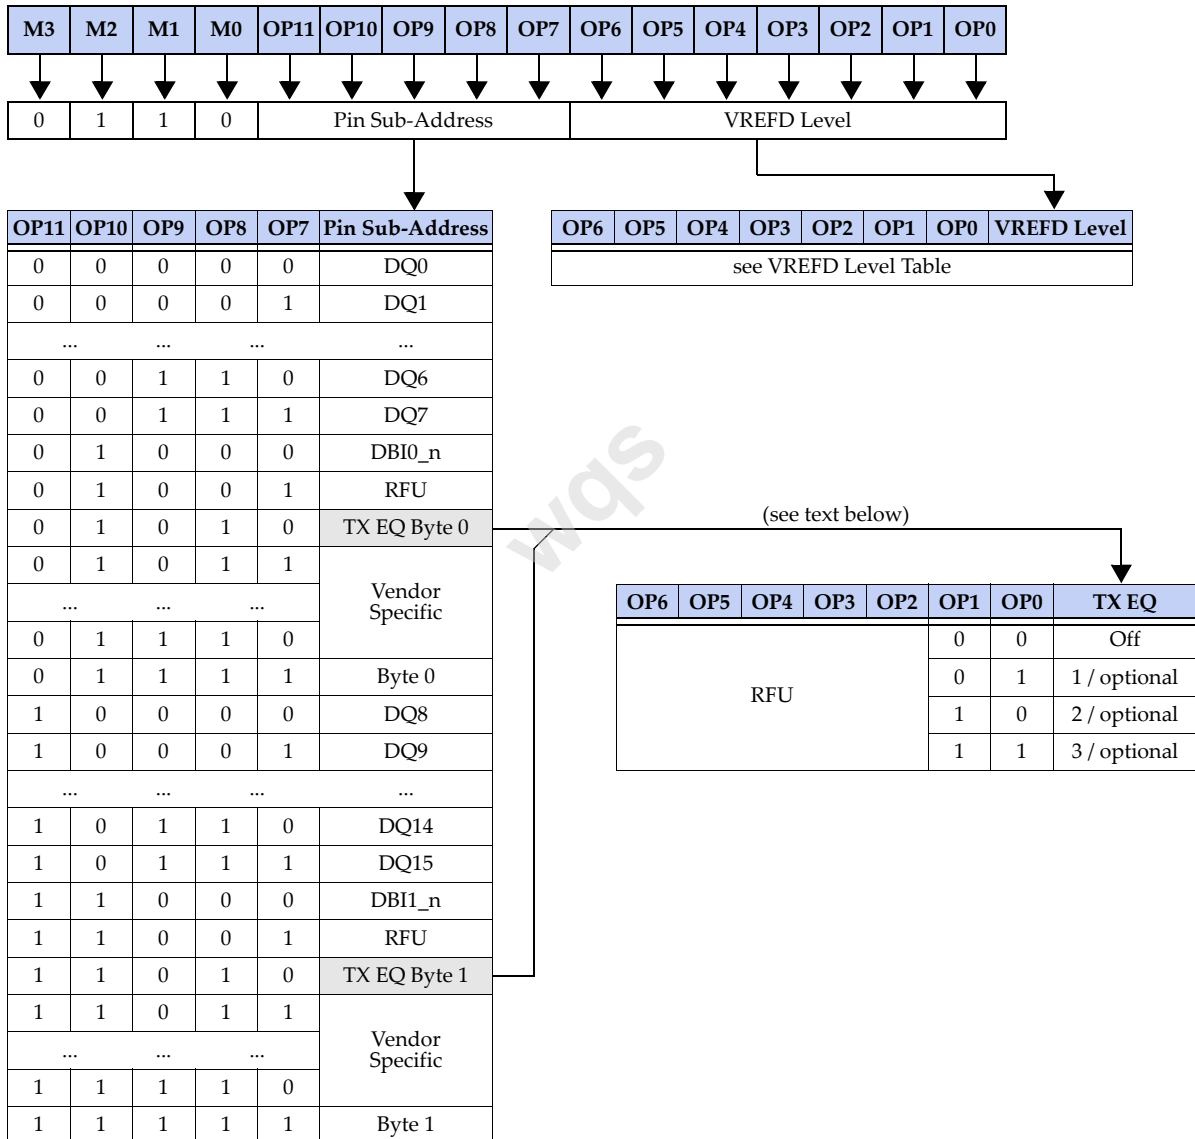 M3 M2 M1 M0 OP11 OP10 OP9 OP8 OP7 OP6 OP5 OP4 OP3 OP2 OP1 OP0
0 1 1 0 Pin Sub-Address VREFD Level
OP11 OP10 OP9 OP8 OP7 Pin Sub-Address
0 0 0 0 0 DQ0
0 0 0 0 1 DQ1
... ... ... ...
0 0 1 1 0 DQ6
0 0 1 1 1 DQ7
0 1 0 0 0 DBI0_n
0 1 0 0 1 RFU
0 1 0 1 0 TX EQ Byte 0
0 1 0 1 1
Vendor
Specific
... ... ...
0 1 1 1 0
0 1 1 1 1 Byte 0
1 0 0 0 0 DQ8
1 0 0 0 1 DQ9
... ... ... ...
1 0 1 1 0 DQ14
1 0 1 1 1 DQ15
1 1 0 0 0 DBI1_n
1 1 0 0 1 RFU
1 1 0 1 0 TX EQ Byte 1
1 1 0 1 1
Vendor
Specific
... ... ...
1 1 1 1 0
1 1 1 1 1 Byte 1
OP6 OP5 OP4 OP3 OP2 OP1 OP0 VREFD Level
see VREFD Level Table
wqs
(see text below)
OP6 OP5 OP4 OP3 OP2 OP1 OP0 TX EQ
RFU
0 0 Off
0 1 1 / optional
1 0 2 / optional
1 1 3 / optional